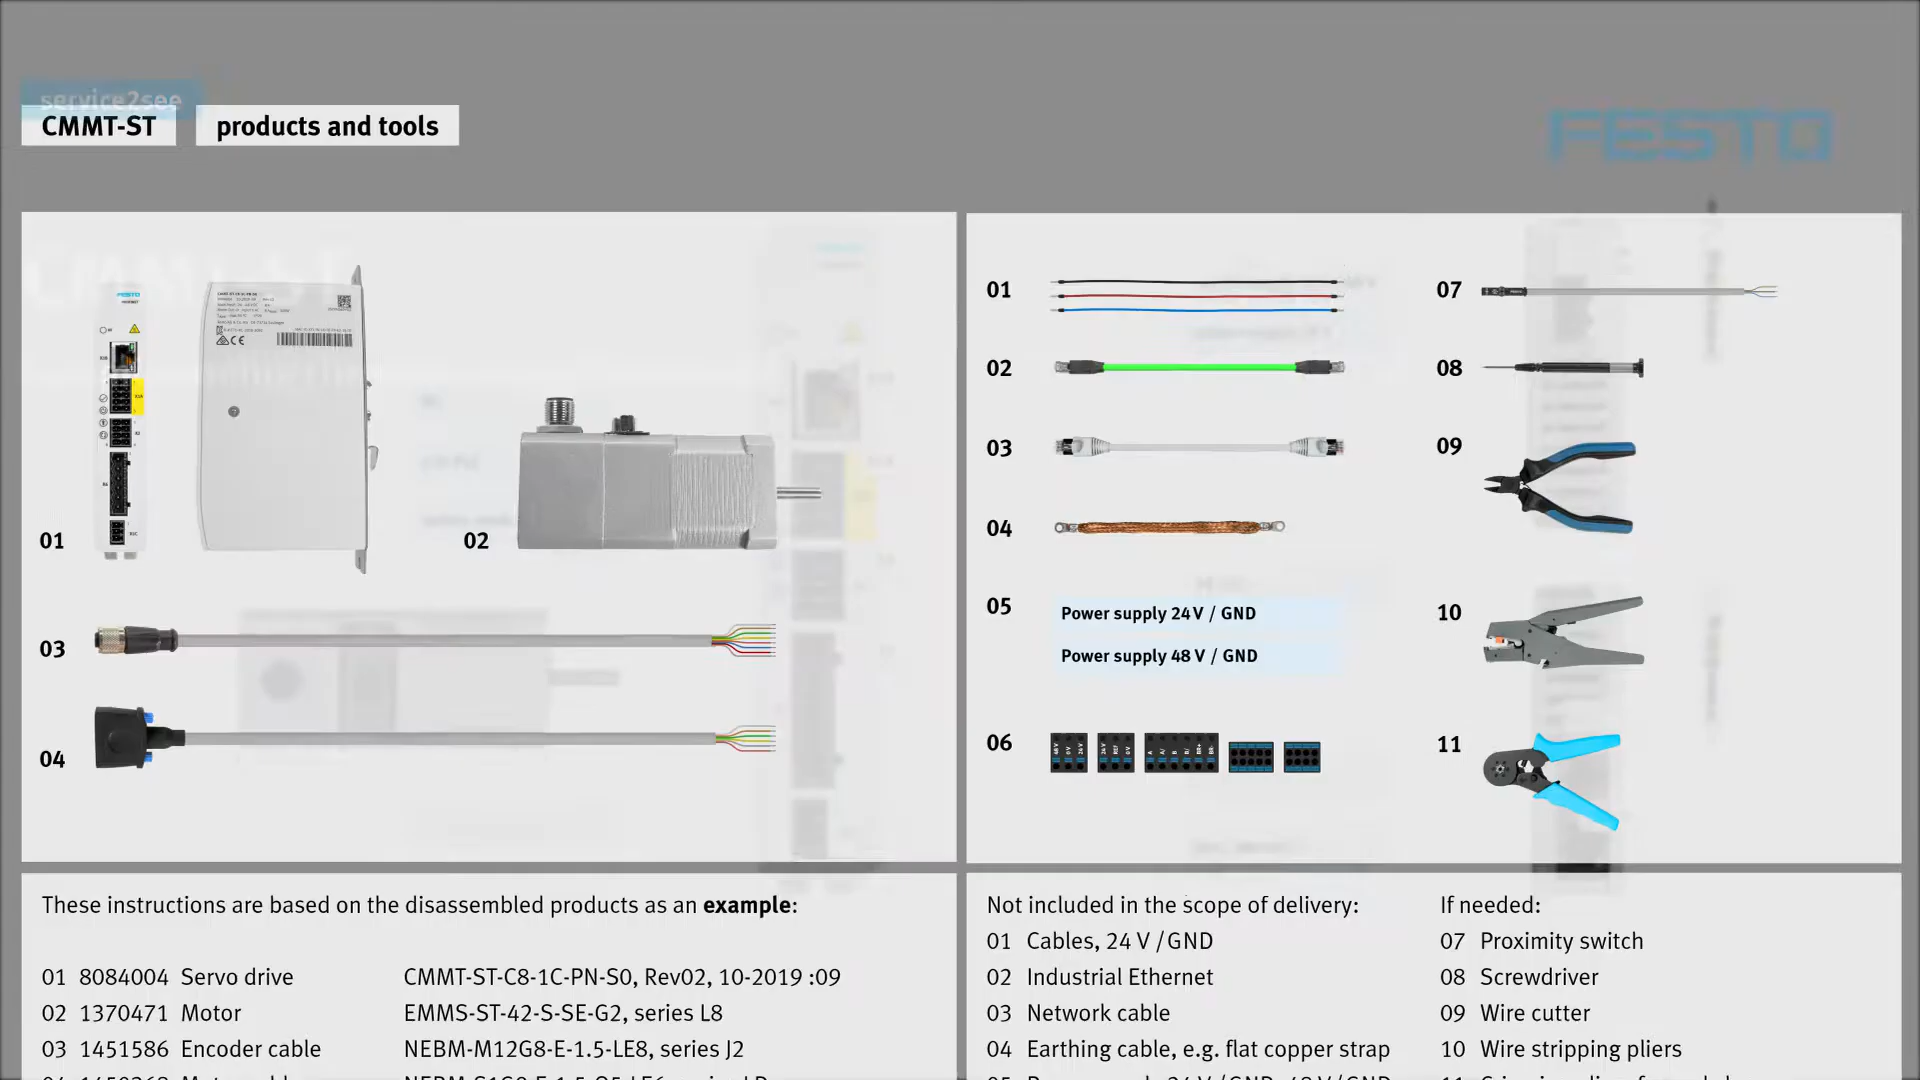 service2see
CMMT-ST
products and tools
FESTO
FESTO
01
02
03
04
01
02
03
04
05
Power supply 24 V / GND
Power supply 48 V / GND
06
07
08
09
10
11
These instructions are based on the disassembled products as an example:
01 8084004 Servo drive CMMT-ST-C8-1C-PN-S0, Rev02, 10-2019 :09
02 1370471 Motor EMMS-ST-42-S-SE-G2, series L8
03 1451586 Encoder cable NEBM-M12G8-E-1.5-LE8, series J2
Not included in the scope of delivery:
01 Cables, 24 V / GND
02 Industrial Ethernet
03 Network cable
04 Earthing cable, e.g. flat copper strap
If needed:
07 Proximity switch
08 Screwdriver
09 Wire cutter
10 Wire stripping pliers